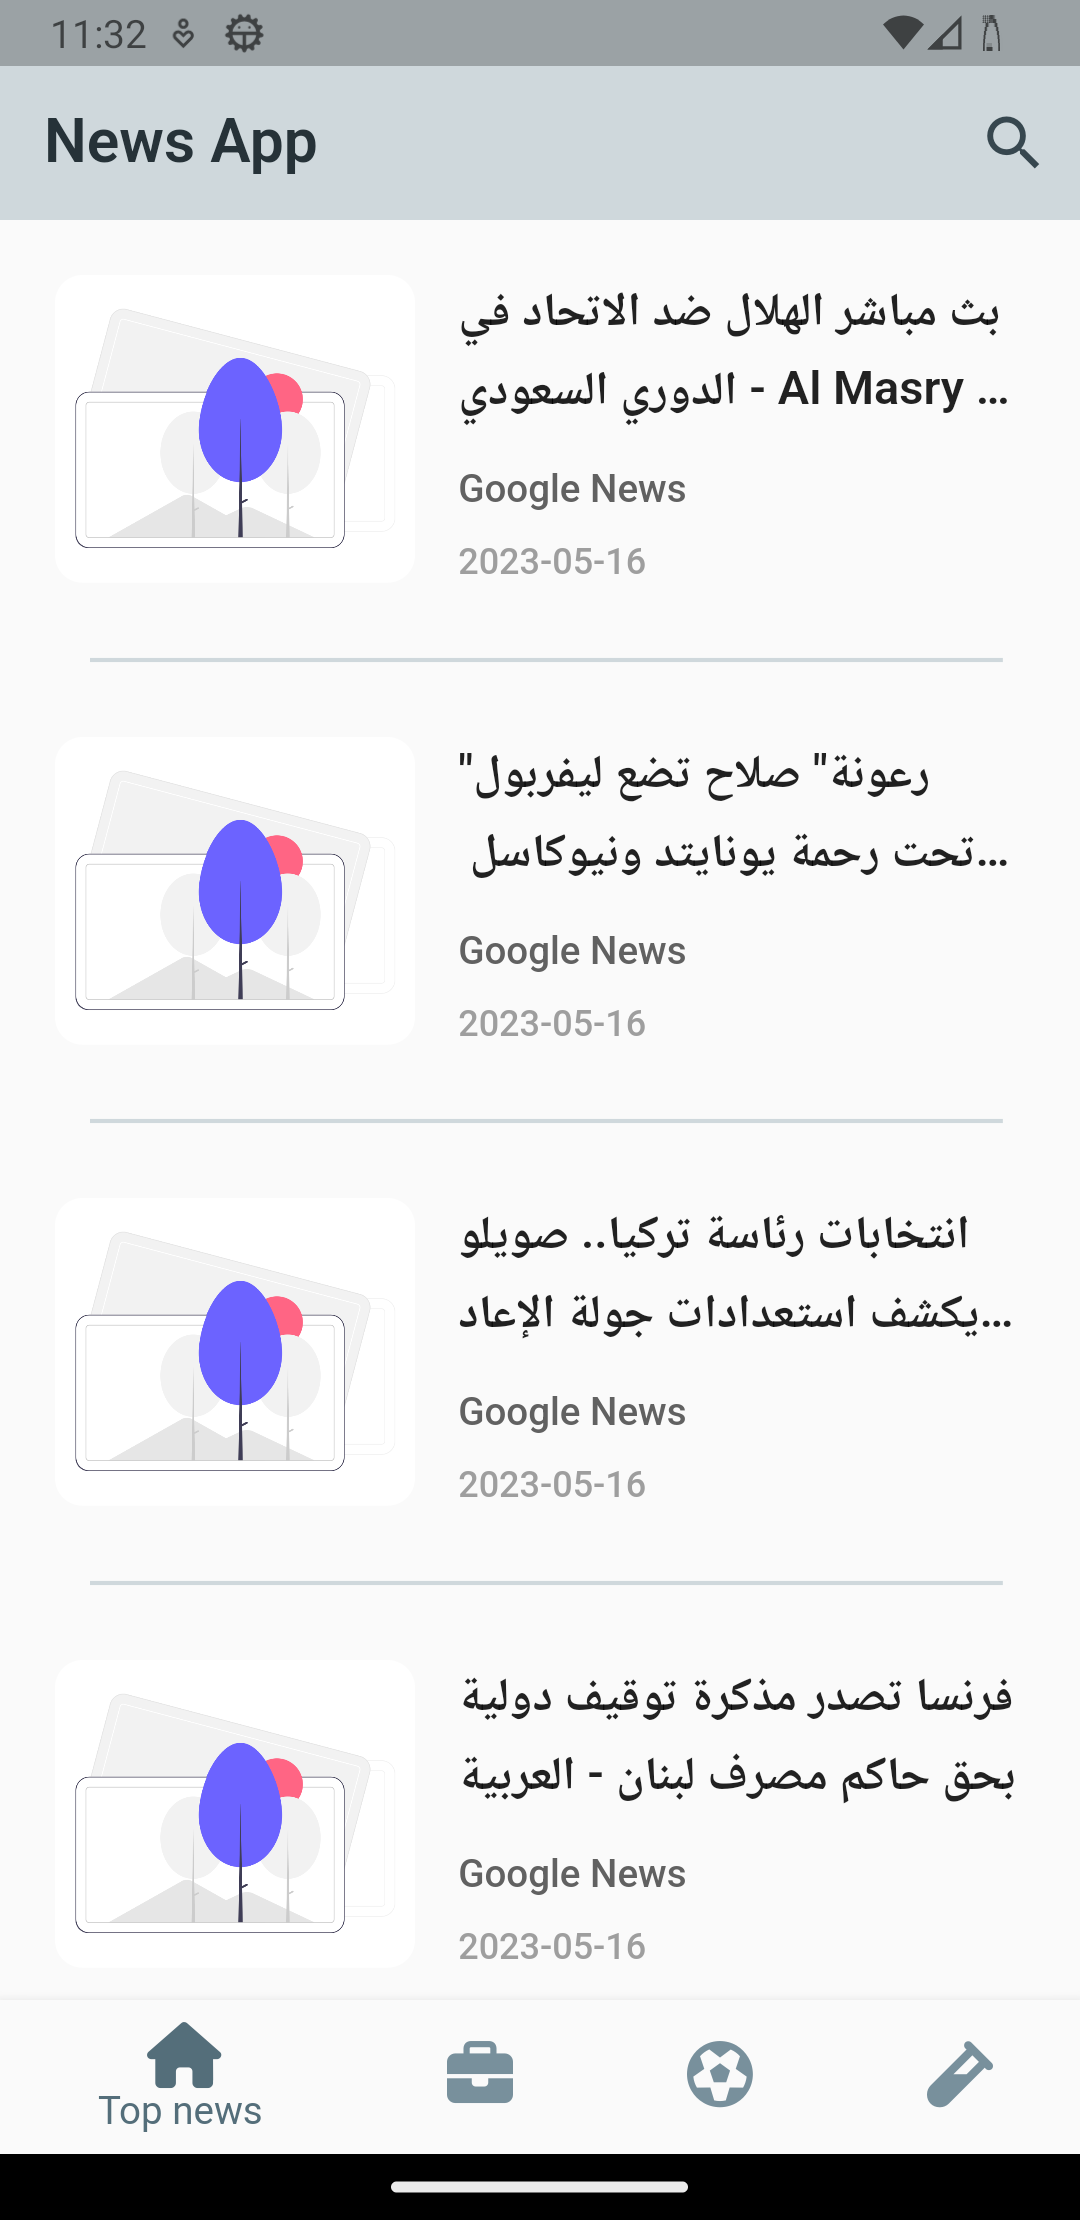 11:32
News App
بث مباشر الهلال ضد الاتحاد في
الدوري السعودي - Al Masry ...
Google News
2023-05-16
"رعونة" صلاح تضع ليفربول
تحت رحمة يونايتد ونيوكاسل...
Google News
2023-05-16
انتخابات رئاسة تركيا.. صويلو
يكشف استعدادات جولة الإعاد...
Google News
2023-05-16
فرنسا تصدر مذكرة توقيف دولية
بحق حاكم مصرف لبنان - العربية
Google News
2023-05-16
Top news